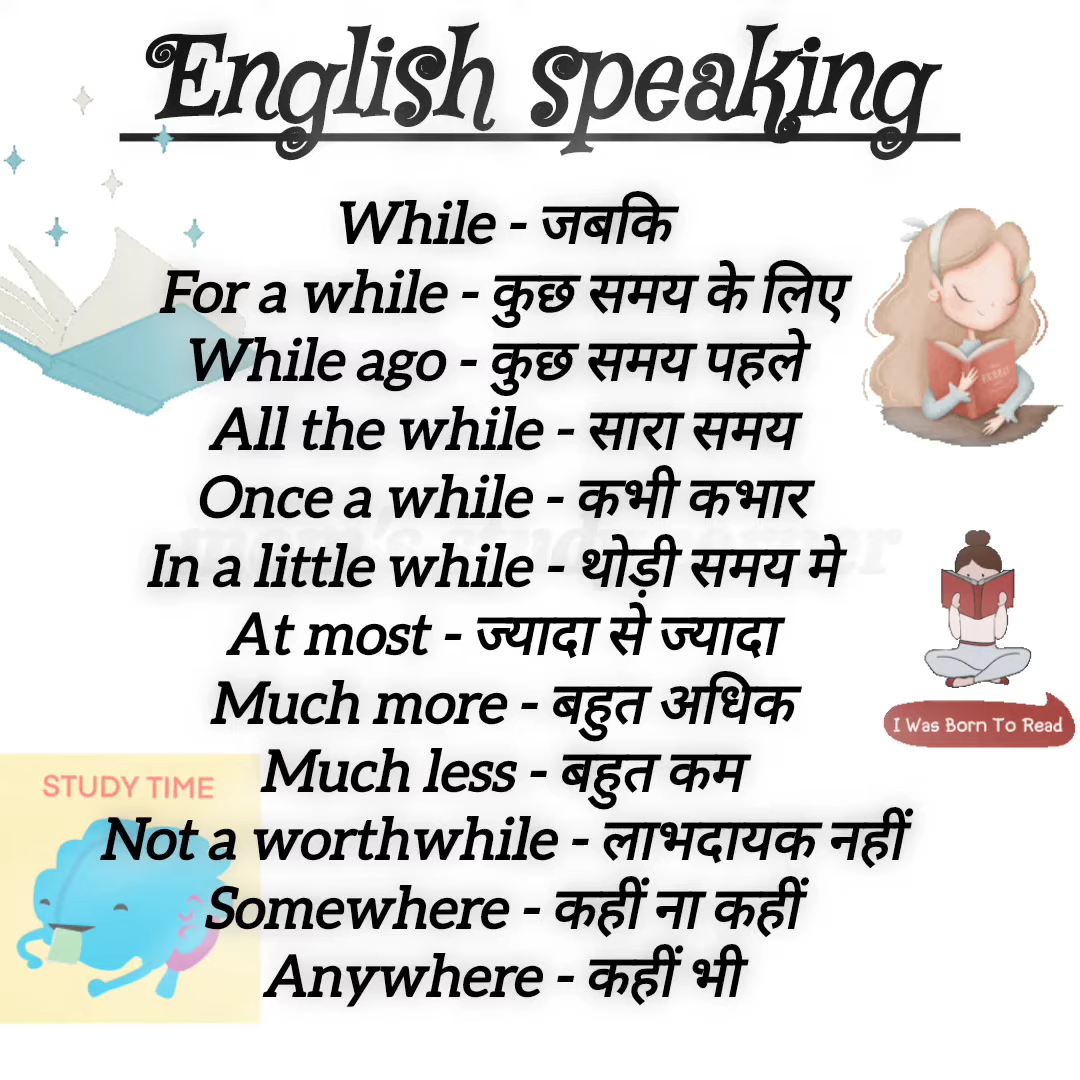 English speaking
While - जबकि
For a while - कुछ समय के लिए
While ago - कुछ समय पहले
All the while - सारा समय
Once a while - कभी कभार
In a little while - थोड़ी समय मे
At most - ज्यादा से ज्यादा
Much more - बहुत अधिक
I Was Born To Read
Much less - बहुत कम
STUDY TIME
Not a worthwhile - लाभदायक नहीं
Somewhere - कहीं ना कहीं
Anywhere - कहीं भी